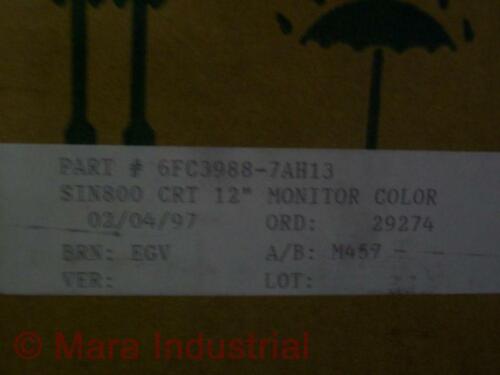 PART # 6FC3988-7AH13
SIN800 CRT 12" MONITOR COLOR
02/04/97 ORD: 29274
BRN: EGV A/B: M457 -
VER: LOT:
© Mara Industrial